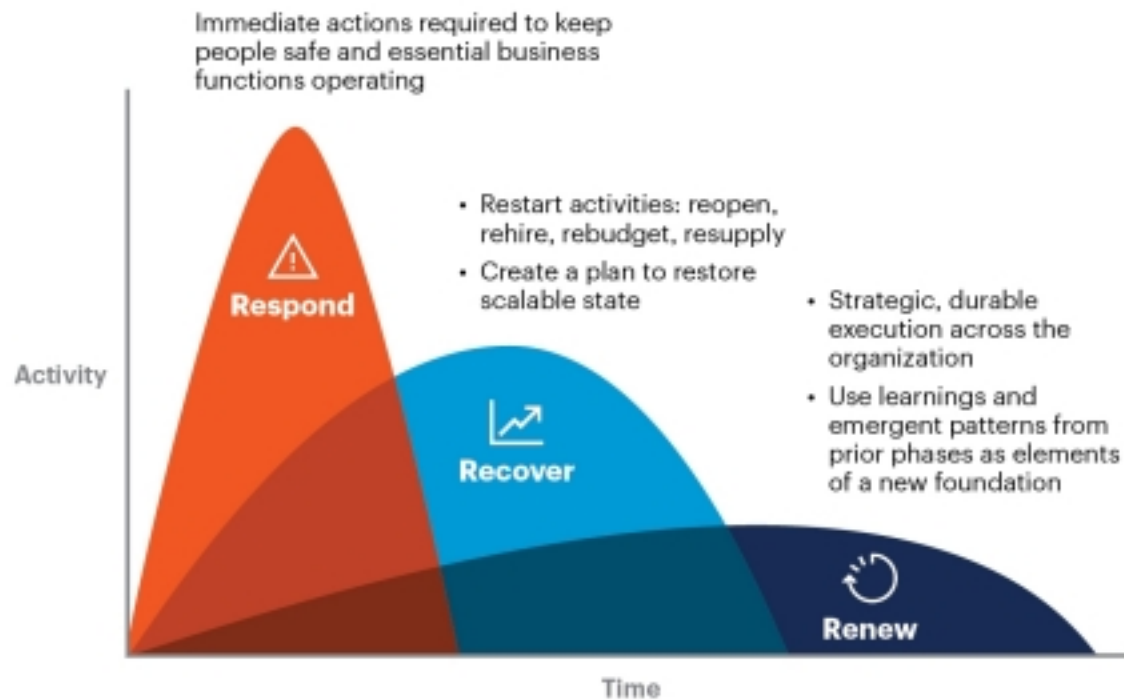 Immediate actions required to keep
people safe and essential business
functions operating
• Restart activities: reopen,
rehire, rebudget, resupply
• Create a plan to restore
scalable state
Respond
• Strategic, durable
execution across the
organization
• Use learnings and
emergent patterns from
prior phases as elements
of a new foundation
Activity
Recover
Renew
Time